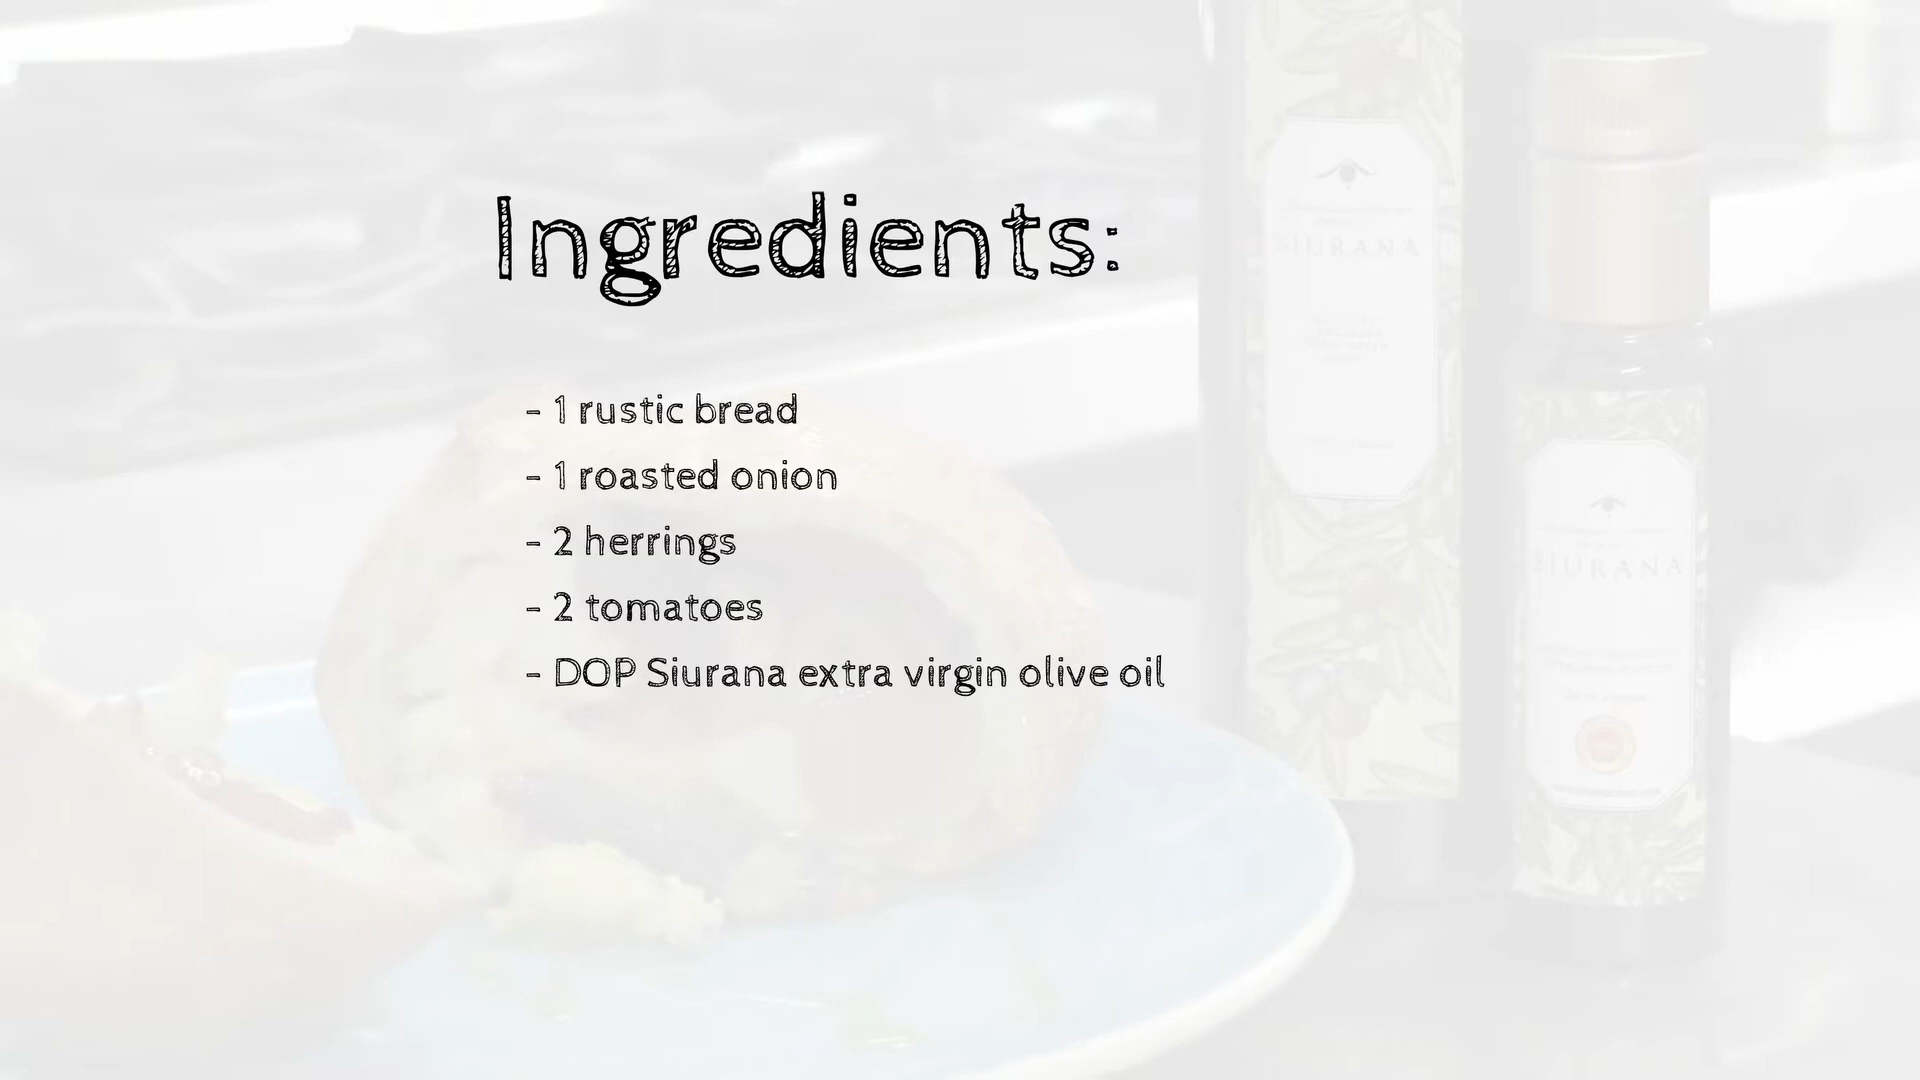 Ingredients:
- 1 rustic bread
- 1 roasted onion
- 2 herrings
- 2 tomatoes
- DOP Siurana extra virgin olive oil
SIURANA
SIURANA